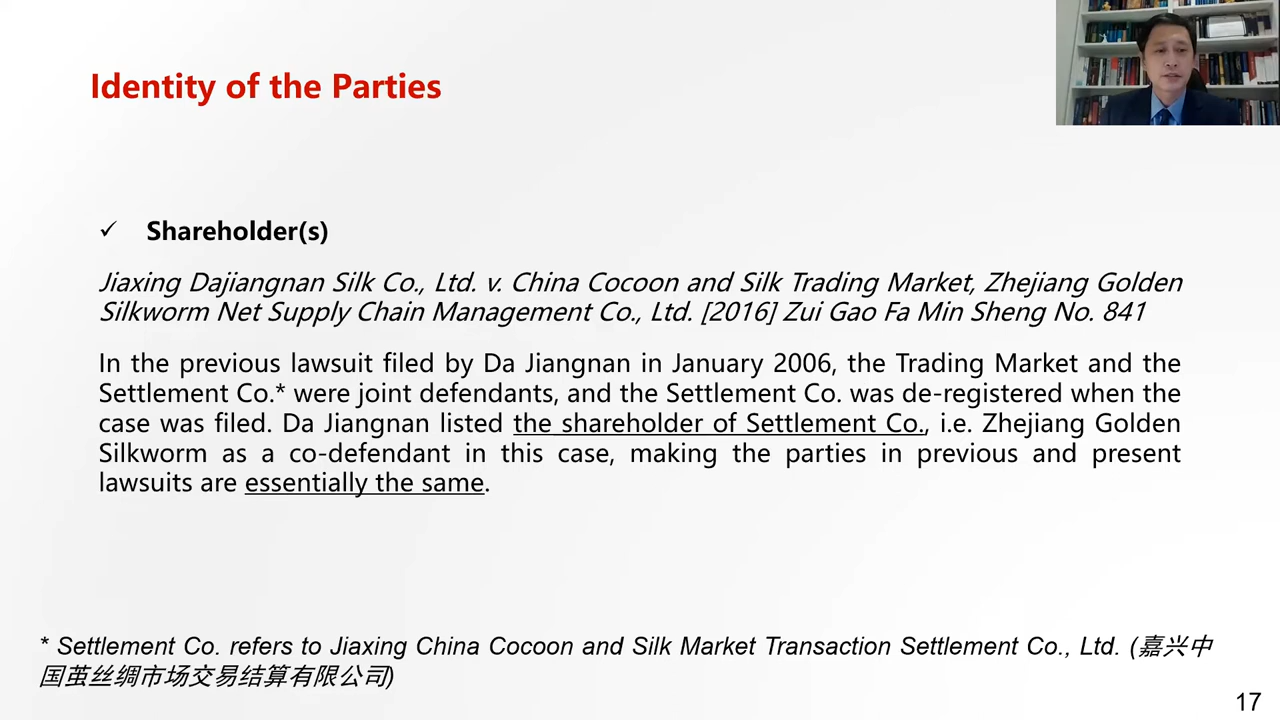 Identity of the Parties
✓ Shareholder(s)
Jiaxing Dajiangnan Silk Co., Ltd. v. China Cocoon and Silk Trading Market, Zhejiang Golden
Silkworm Net Supply Chain Management Co., Ltd. [2016] Zui Gao Fa Min Sheng No. 841
In the previous lawsuit filed by Da Jiangnan in January 2006, the Trading Market and the
Settlement Co.* were joint defendants, and the Settlement Co. was de-registered when the
case was filed. Da Jiangnan listed the shareholder of Settlement Co., i.e. Zhejiang Golden
Silkworm as a co-defendant in this case, making the parties in previous and present
lawsuits are essentially the same.
* Settlement Co. refers to Jiaxing China Cocoon and Silk Market Transaction Settlement Co., Ltd. (嘉兴中
国茧丝绸市场交易结算有限公司)
17